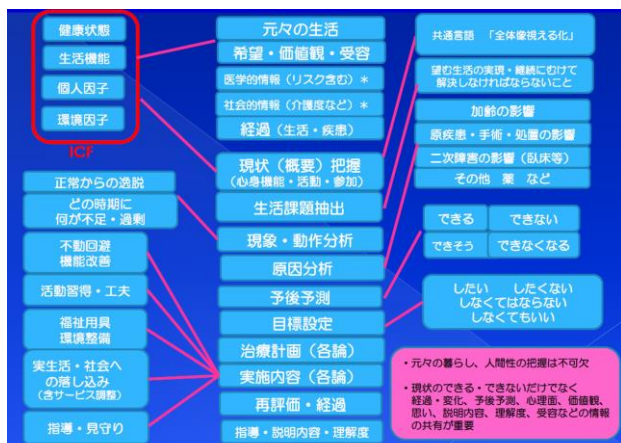 健康状態
生活機能
個人因子
環境因子
ICF
正常からの逸脱
どの時期に
何が不足・過剰
不動回避
機能改善
活動習得・工夫
福祉用具
環境整備
実生活・社会へ
の落し込み
(含サービス調整)
指導・見守り
元々の生活
希望・価値観・受容
医学的情報（リスク含む）＊
社会的情報（介護度など）＊
経過（生活・疾患）
現状（概要）把握
(心身機能・活動・参加)
生活課題抽出
現象・動作分析
原因分析
予後予測
目標設定
治療計画（各論）
実施内容（各論）
再評価・経過
指導・説明内容・理解度
共通言語 「全体像視える化」
望む生活の実現・継続にむけて
解決しなければならないこと
加齢の影響
原疾患・手術・処置の影響
二次障害の影響（臥床等）
その他 薬 など
できる
できない
できそう
できなくなる
したい したくない
しなくてはならない
しなくてもいい
・元々の暮らし、人間性の把握は不可欠
・現状のできる・できないだけでなく
経過・変化、予後予測、心理面、価値観、
思い、説明内容、理解度、受容などの情報
の共有が重要